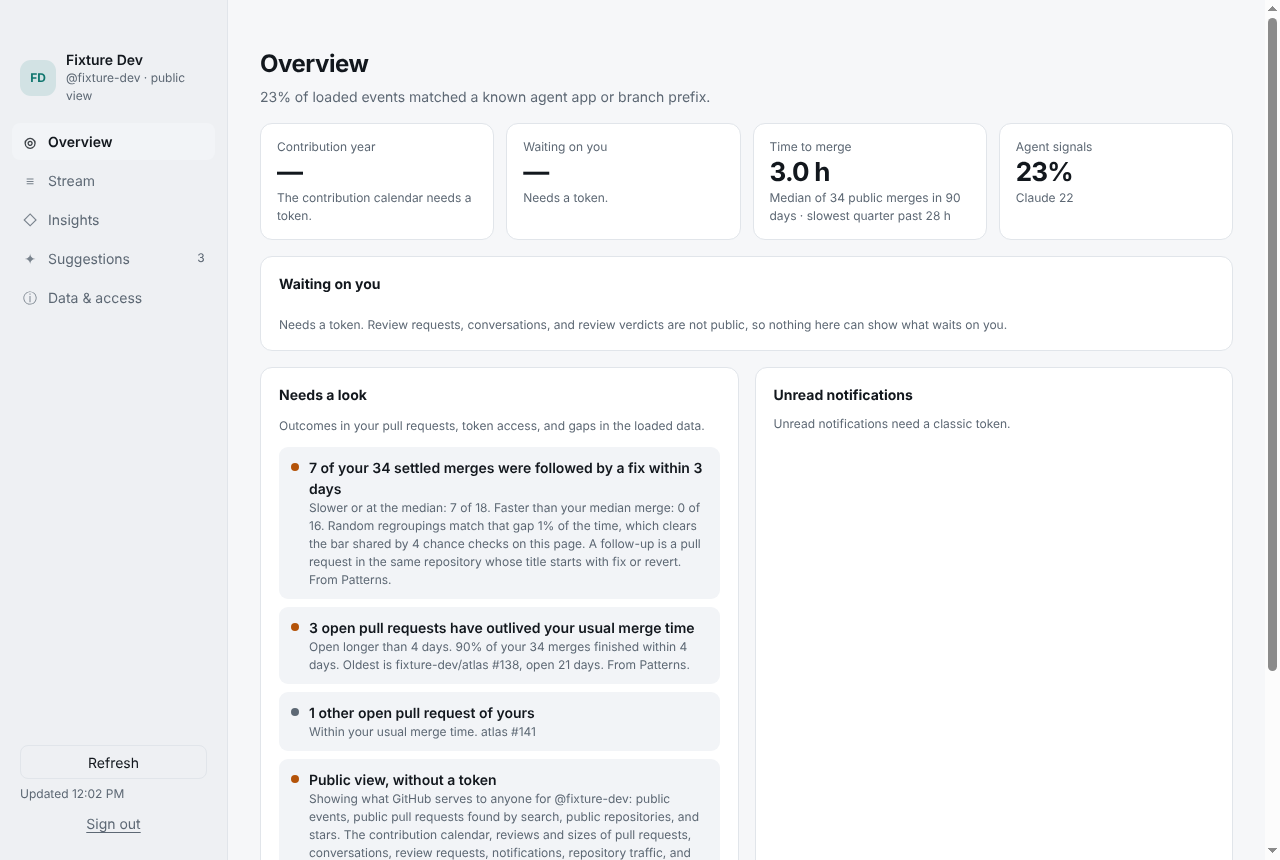 FD
Fixture Dev
@fixture-dev · public
view
Overview
Stream
Insights
Suggestions 3
Data & access
Refresh
Updated 12:02 PM
Sign out
Overview
23% of loaded events matched a known agent app or branch prefix.
Contribution year
—
The contribution calendar needs a
token.
Waiting on you
—
Needs a token.
Time to merge
3.0 h
Median of 34 public merges in 90
days · slowest quarter past 28 h
Agent signals
23%
Claude 22
Waiting on you
Needs a token. Review requests, conversations, and review verdicts are not public, so nothing here can show what waits on you.
Needs a look
Outcomes in your pull requests, token access, and gaps in the loaded data.
7 of your 34 settled merges were followed by a fix within 3
days
Slower or at the median: 7 of 18. Faster than your median merge: 0 of
16. Random regroupings match that gap 1% of the time, which clears
the bar shared by 4 chance checks on this page. A follow-up is a pull
request in the same repository whose title starts with fix or revert.
From Patterns.
3 open pull requests have outlived your usual merge time
Open longer than 4 days. 90% of your 34 merges finished within 4
days. Oldest is fixture-dev/atlas #138, open 21 days. From Patterns.
1 other open pull request of yours
Within your usual merge time. atlas #141
Public view, without a token
Showing what GitHub serves to anyone for @fixture-dev: public
events, public pull requests found by search, public repositories, and
stars. The contribution calendar, reviews and sizes of pull requests,
conversations, review requests, notifications, repository traffic, and
Unread notifications
Unread notifications need a classic token.